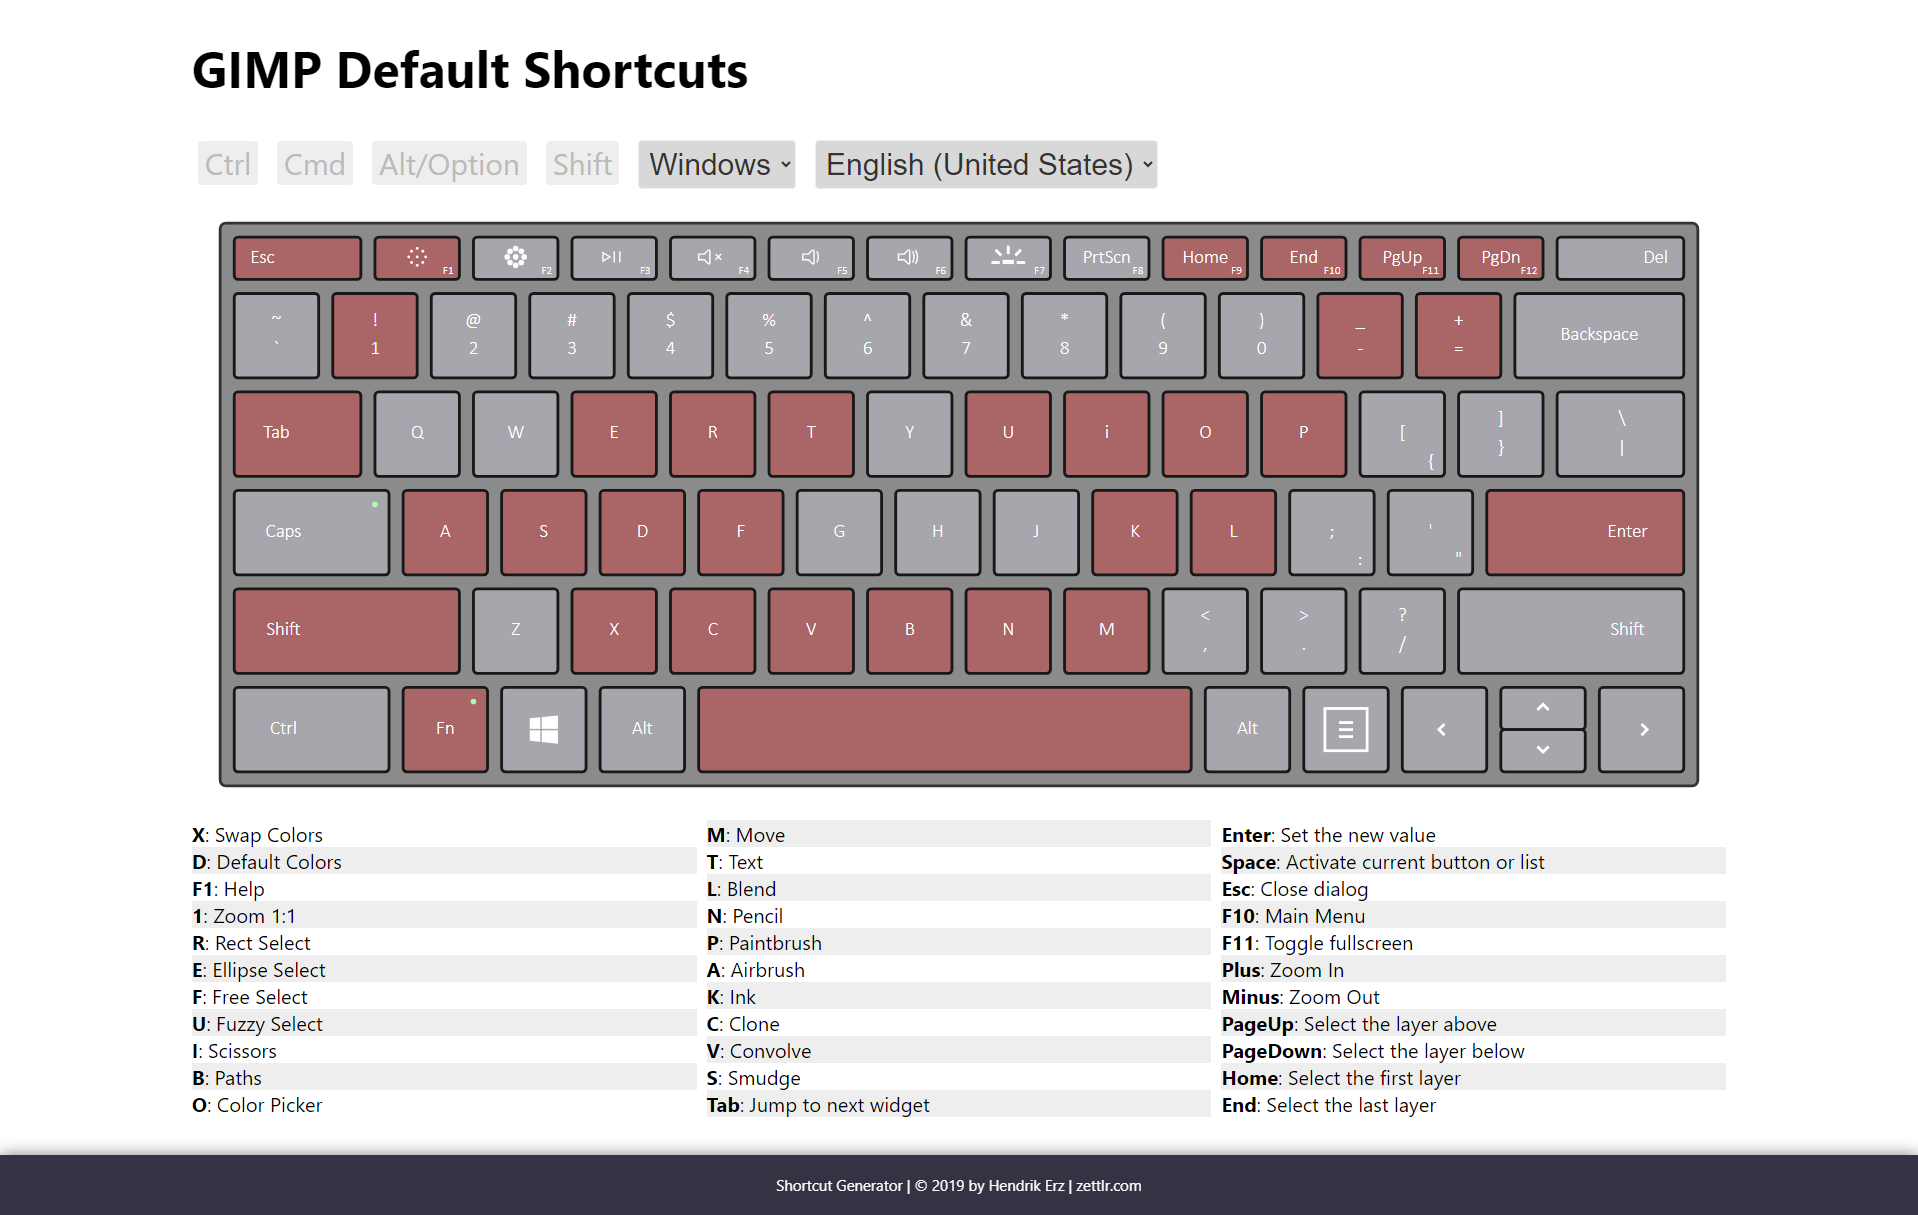 GIMP Default Shortcuts
Ctrl Cmd Alt/Option Shift Windows English (United States)
Esc F1 F2 F3 F4 F5 F6 F7 PrtScn F8 Home F9 End F10 PgUp F11 PgDn F12 Del
~ ! @ # $ % ^ & * ( ) _ +
` 1 2 3 4 5 6 7 8 9 0 - = Backspace
Tab Q W E R T Y U i O P [ { ] } \ |
Caps A S D F G H J K L ; : ' " Enter
Shift Z X C V B N M < , > . ? / Shift
Ctrl Fn Alt Alt
X: Swap Colors
D: Default Colors
F1: Help
1: Zoom 1:1
R: Rect Select
E: Ellipse Select
F: Free Select
U: Fuzzy Select
I: Scissors
B: Paths
O: Color Picker
M: Move
T: Text
L: Blend
N: Pencil
P: Paintbrush
A: Airbrush
K: Ink
C: Clone
V: Convolve
S: Smudge
Tab: Jump to next widget
Enter: Set the new value
Space: Activate current button or list
Esc: Close dialog
F10: Main Menu
F11: Toggle fullscreen
Plus: Zoom In
Minus: Zoom Out
PageUp: Select the layer above
PageDown: Select the layer below
Home: Select the first layer
End: Select the last layer
Shortcut Generator | © 2019 by Hendrik Erz | zettlr.com